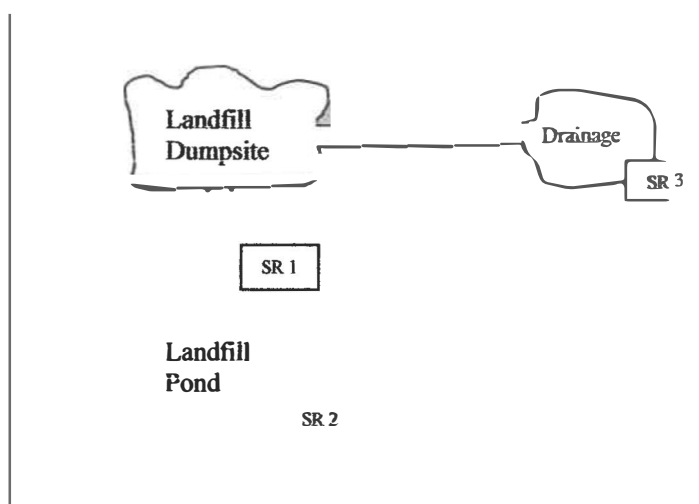 Landfill
Dumpsite
Drainage
SR 3
SR 1
Landfill
Pond
SR 2